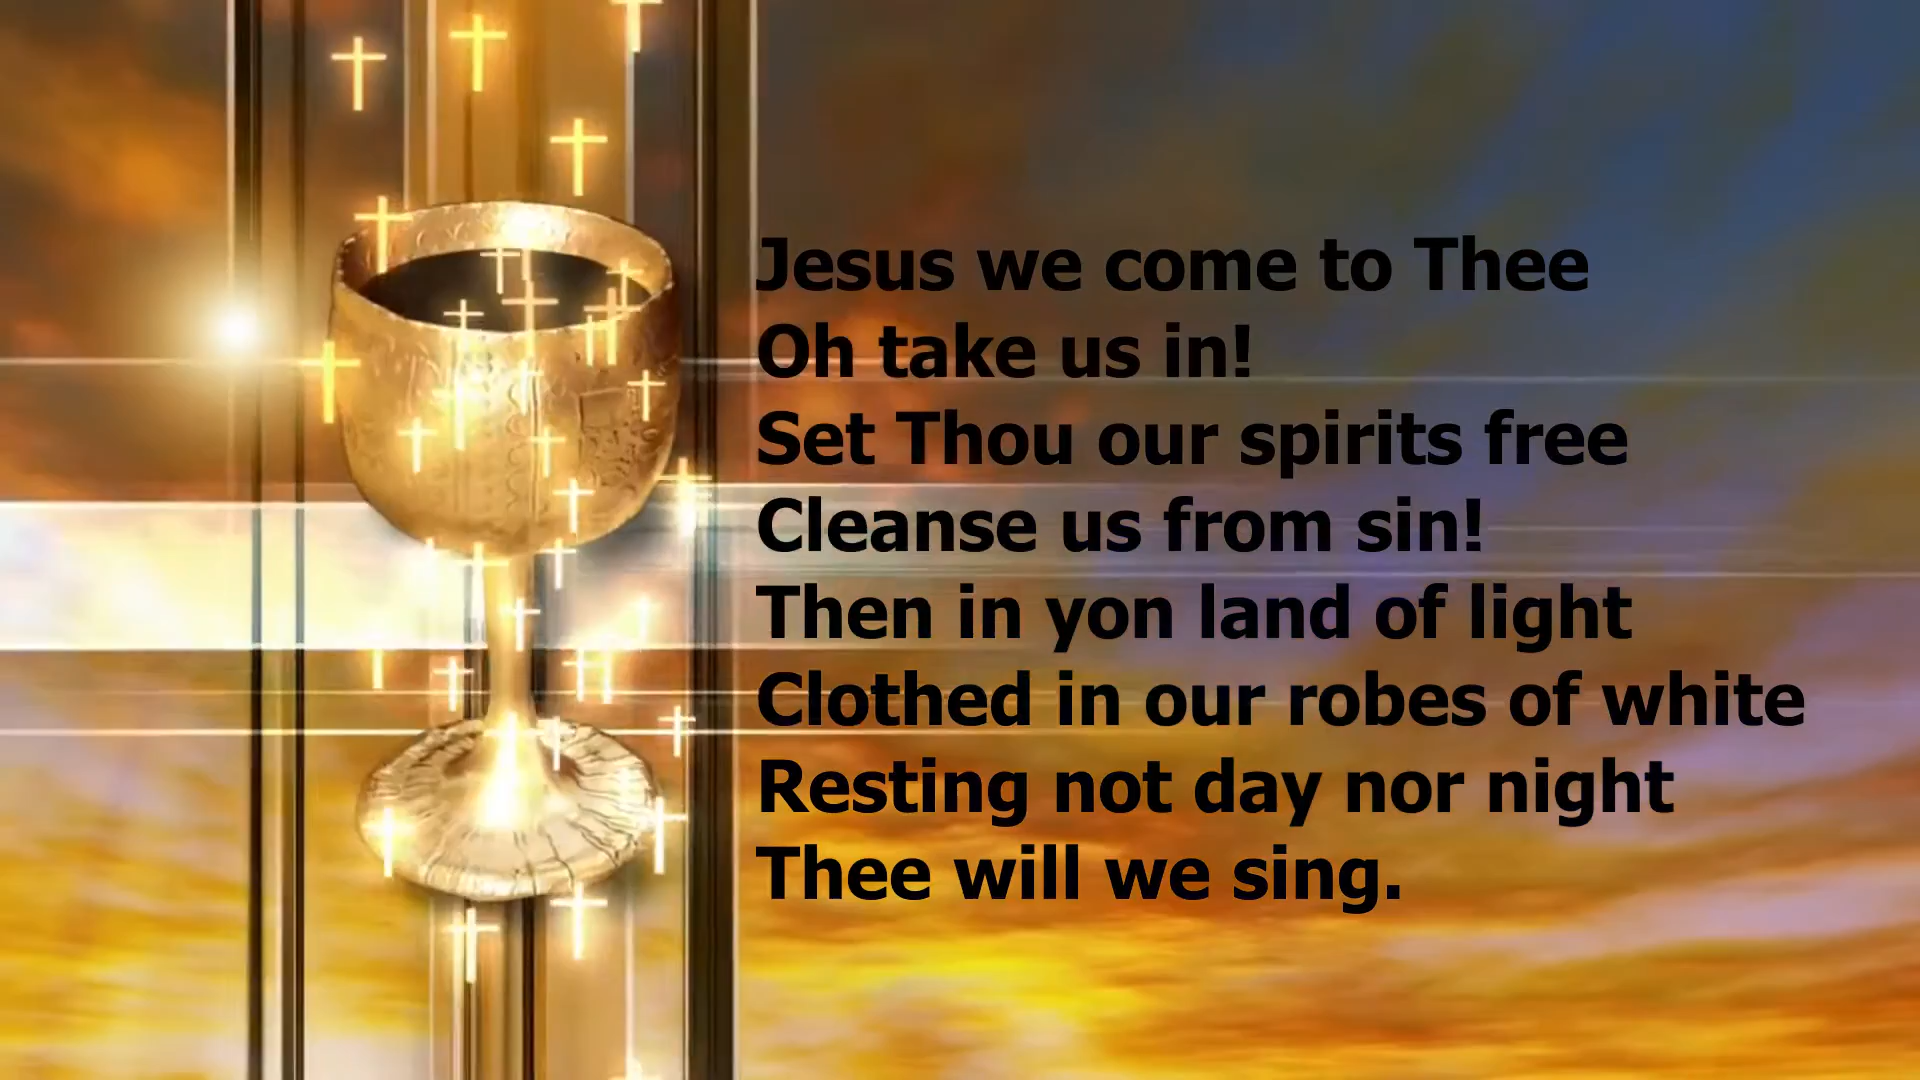 Jesus we come to Thee
Oh take us in!
Set Thou our spirits free
Cleanse us from sin!
Then in yon land of light
Clothed in our robes of white
Resting not day nor night
Thee will we sing.